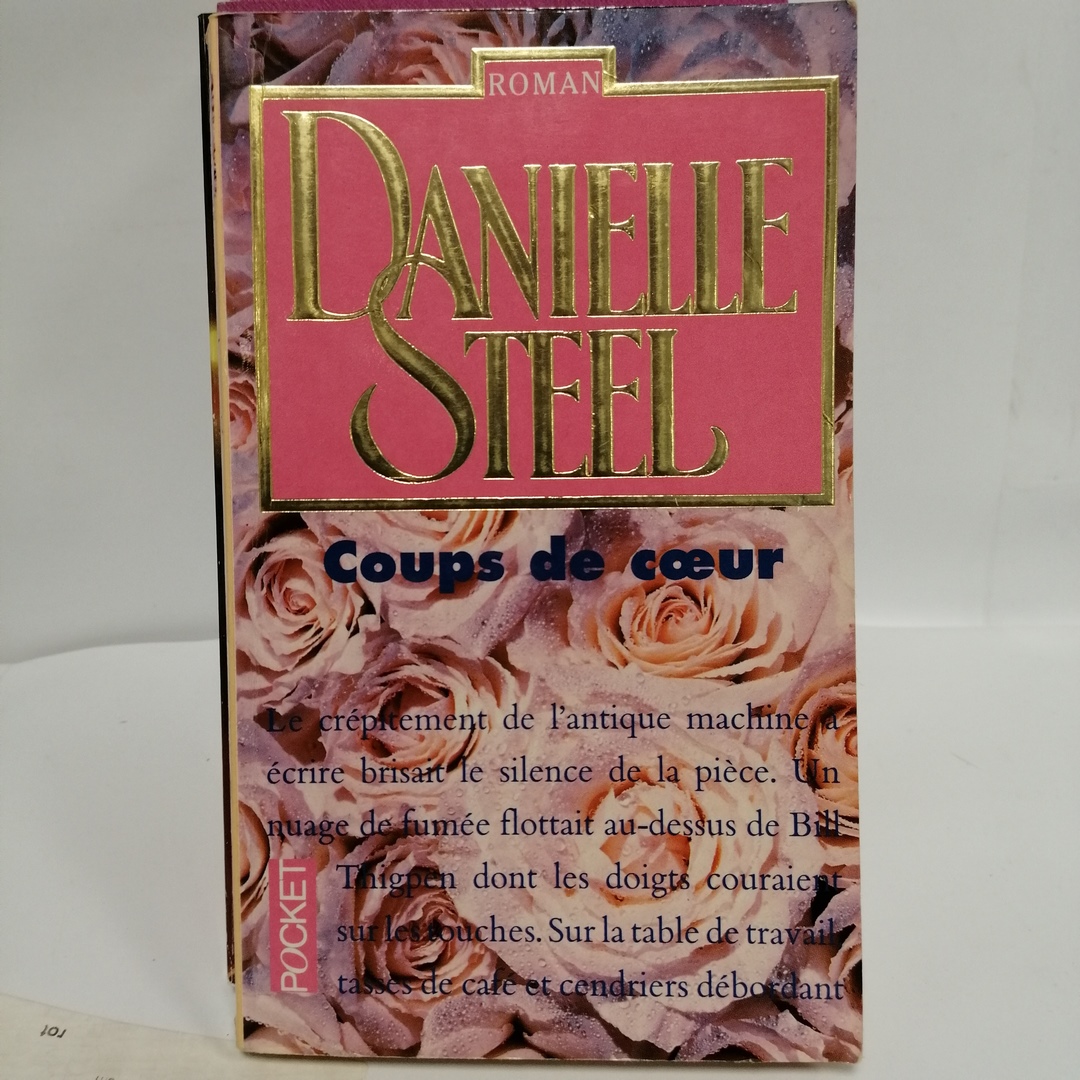 ROMAN
DANIELLE
STEEL
Coups de cœur
Le crépitement de l'antique machine à
écrire brisait le silence de la pièce. Un
nuage de fumée flottait au-dessus de Bill
Thigpen dont les doigts couraient
sur les touches. Sur la table de travail,
tasses de café et cendriers débordant
POCKET